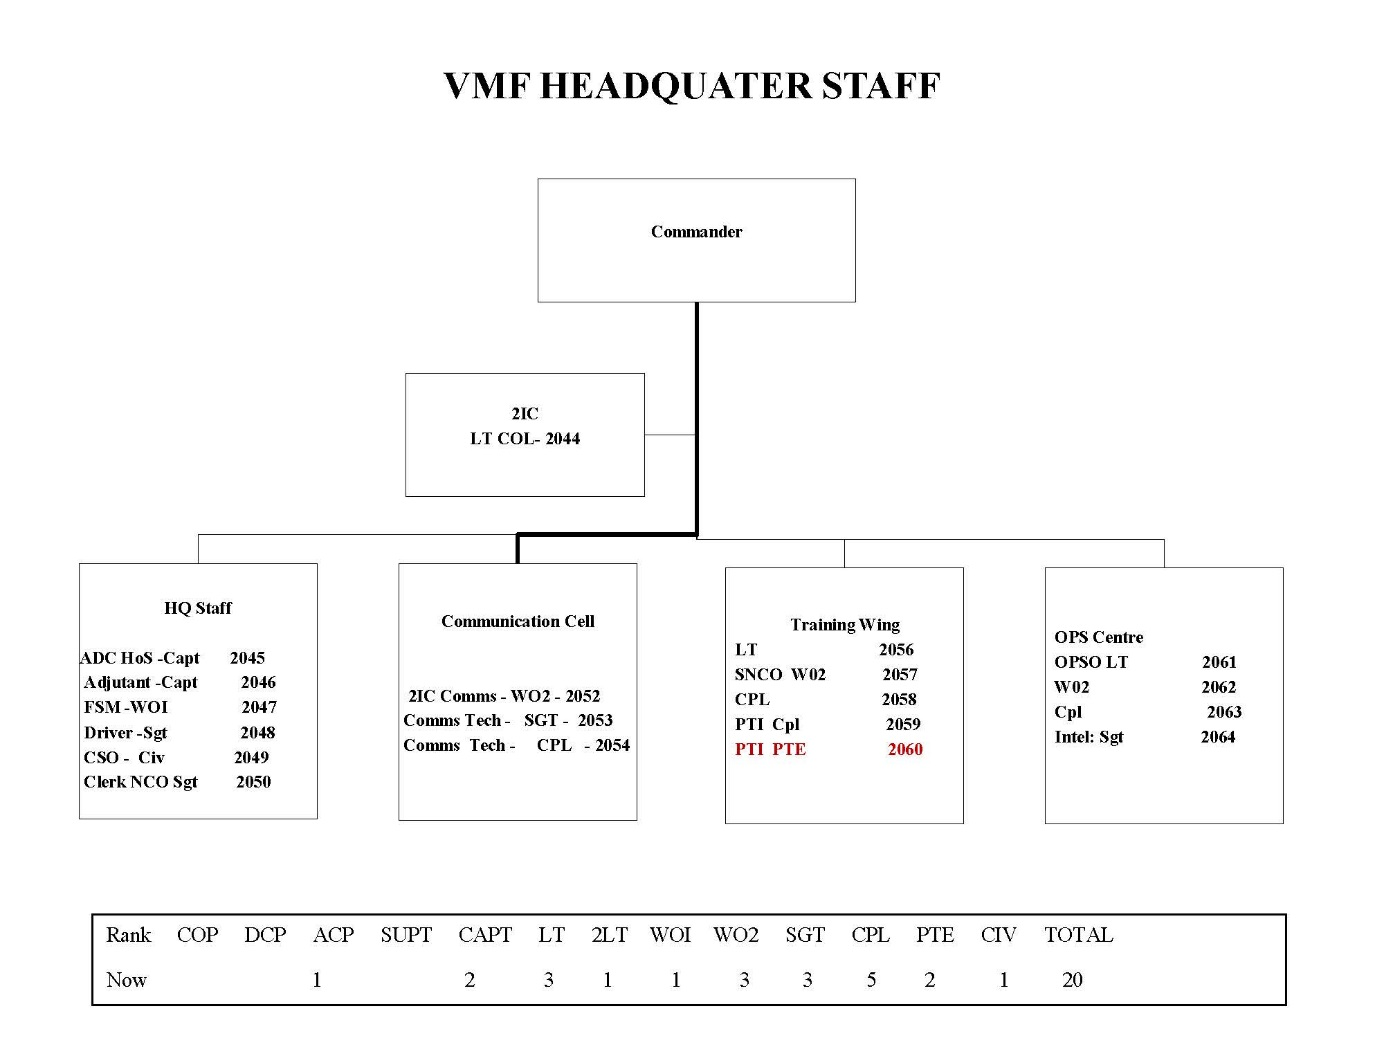 VMF HEADQUATER STAFF
Commander
2IC
LT COL- 2044
HQ Staff
ADC HoS -Capt 2045
Adjutant -Capt 2046
FSM -WOI 2047
Driver -Sgt 2048
CSO - Civ 2049
Clerk NCO Sgt 2050
Communication Cell
2IC Comms - WO2 - 2052
Comms Tech - SGT - 2053
Comms Tech - CPL - 2054
Training Wing
LT 2056
SNCO W02 2057
CPL 2058
PTI Cpl 2059
PTI PTE 2060
OPS Centre
OPSO LT 2061
W02 2062
Cpl 2063
Intel: Sgt 2064
Rank COP DCP ACP SUPT CAPT LT 2LT WOI WO2 SGT CPL PTE CIV TOTAL
Now 1 2 3 1 1 3 3 5 2 1 20